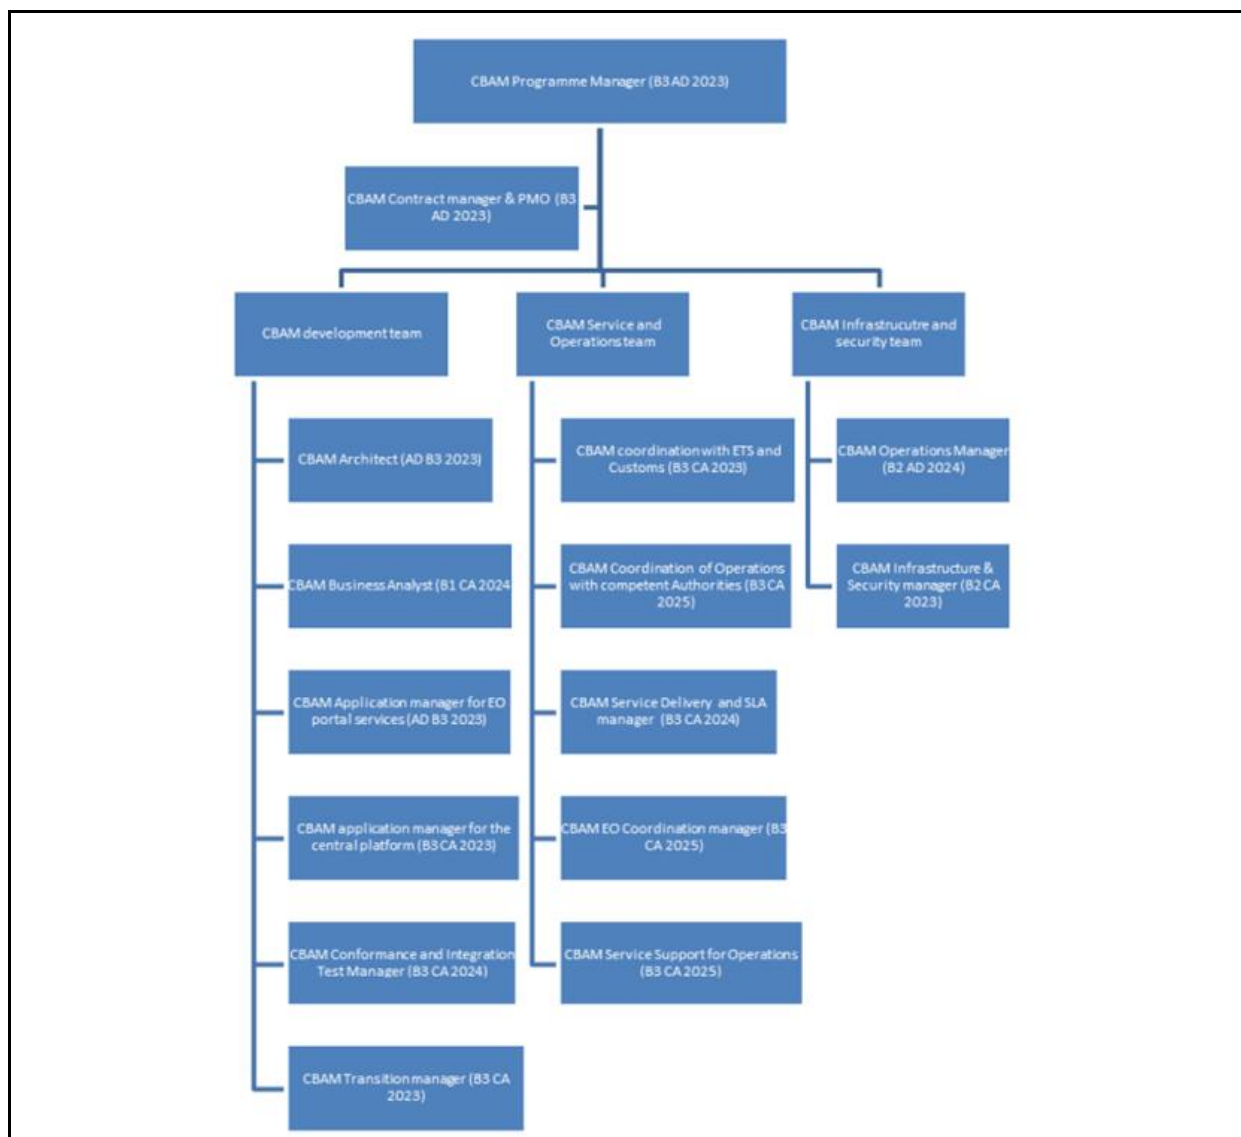 CBAM Programme Manager (B3 AD 2023)
CBAM Contract manager & PMO (B3
AD 2023)
CBAM development team
CBAM Service and
Operations team
CBAM Infrastrucutre and
security team
CBAM Architect (AD B3 2023)
CBAM Business Analyst (B1 CA 2024
CBAM Application manager for EO
portal services (AD B3 2023)
CBAM application manager for the
central platform (B3 CA 2023)
CBAM Conformance and Integration
Test Manager (B3 CA 2024)
CBAM Transition manager (B3 CA
2023)
CBAM coordination with ETS and
Customs (B3 CA 2023)
CBAM Coordination of Operations
with competent Authorities (B3 CA
2025)
CBAM Service Delivery and SLA
manager (B3 CA 2024)
CBAM EO Coordination manager (B3
CA 2025)
CBAM Service Support for Operations
(B3 CA 2025)
CBAM Operations Manager
(B2 AD 2024)
CBAM Infrastructure &
Security manager (B2 CA
2023)